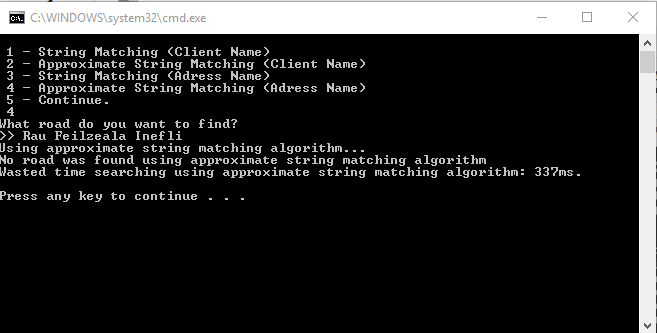 C:\WINDOWS\system32\cmd.exe
1 - String Matching (Client Name)
2 - Approximate String Matching (Client Name)
3 - String Matching (Adress Name)
4 - Approximate String Matching (Adress Name)
5 - Continue.
4
What road do you want to find?
>> Rau Feilzeala Inefli
Using approximate string matching algorithm...
No road was found using approximate string matching algorithm
Wasted time searching using approximate string matching algorithm: 337ms.
Press any key to continue . . .